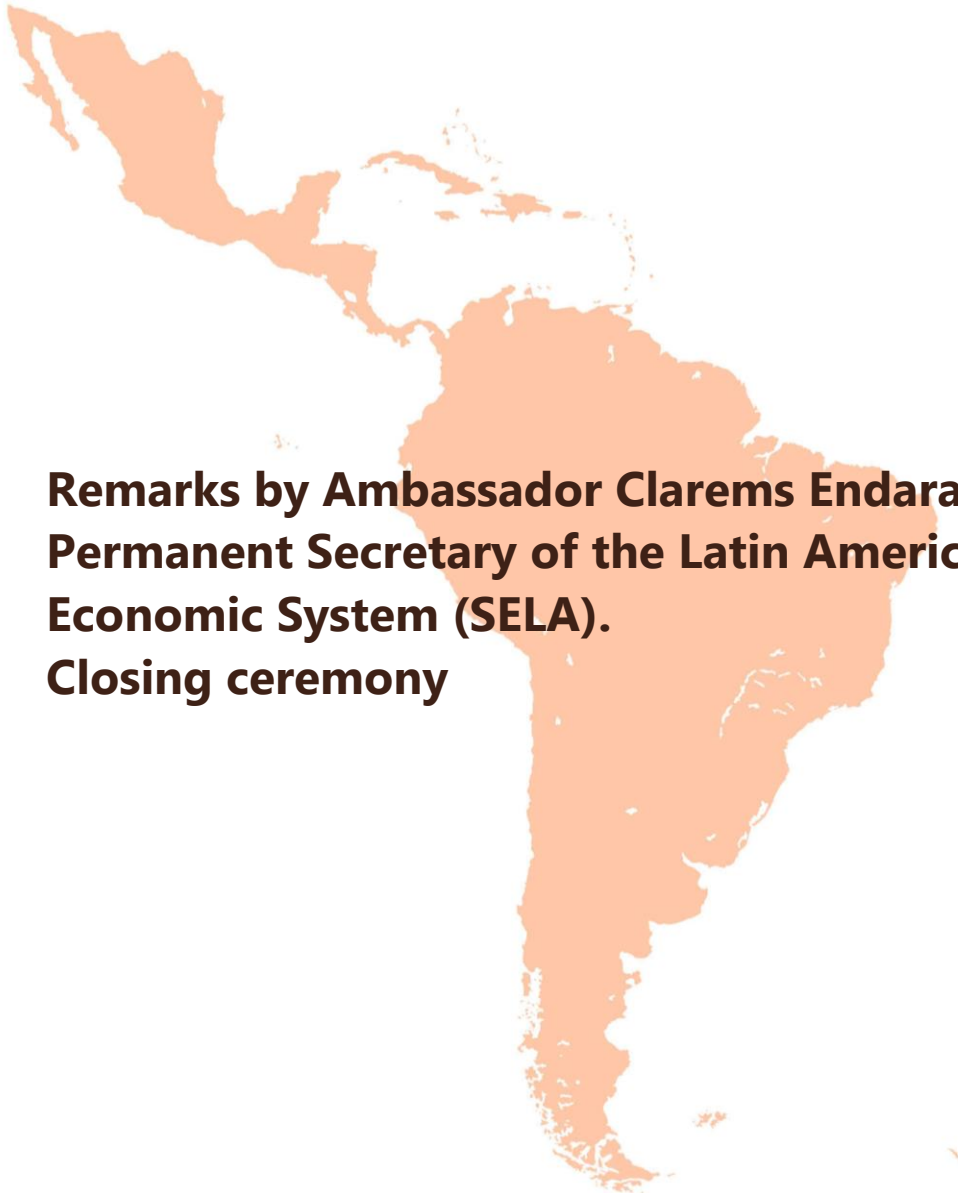 Remarks by Ambassador Clarems Endara
Permanent Secretary of the Latin Americ
Economic System (SELA).
Closing ceremony